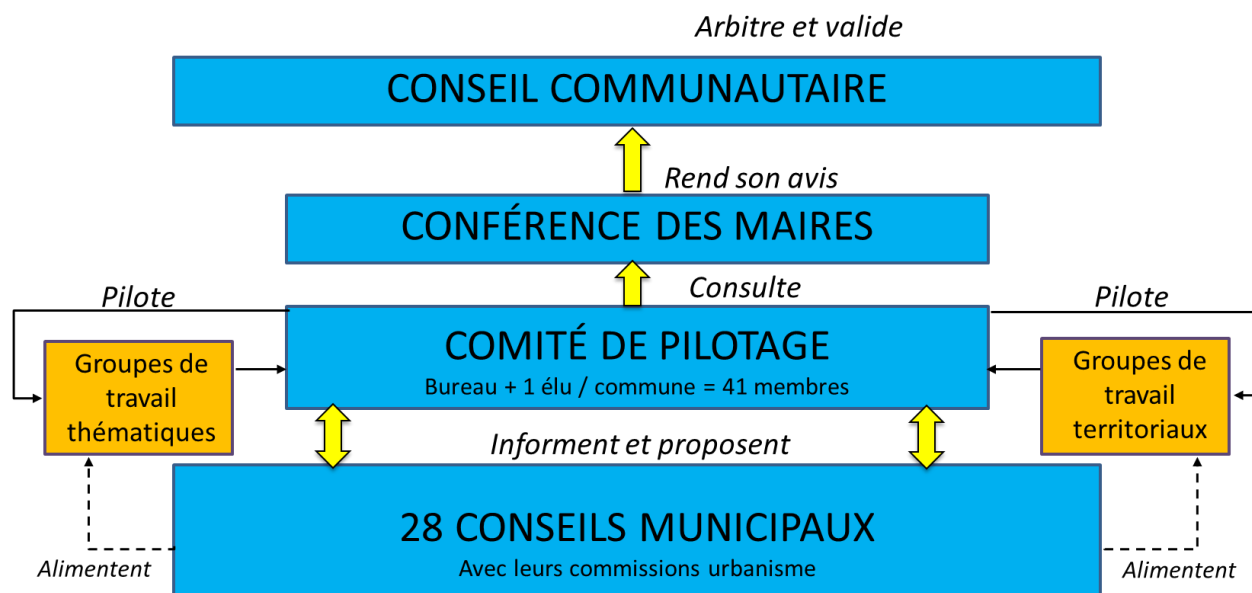 Arbitre et valide
CONSEIL COMMUNAUTAIRE
Rend son avis
CONFÉRENCE DES MAIRES
Pilote
Consulte
Pilote
COMITÉ DE PILOTAGE
Bureau + 1 élu / commune = 41 membres
Groupes de
travail
thématiques
Groupes de
travail
territoriaux
Informent et proposent
28 CONSEILS MUNICIPAUX
Avec leurs commissions urbanisme
Alimentent
Alimentent